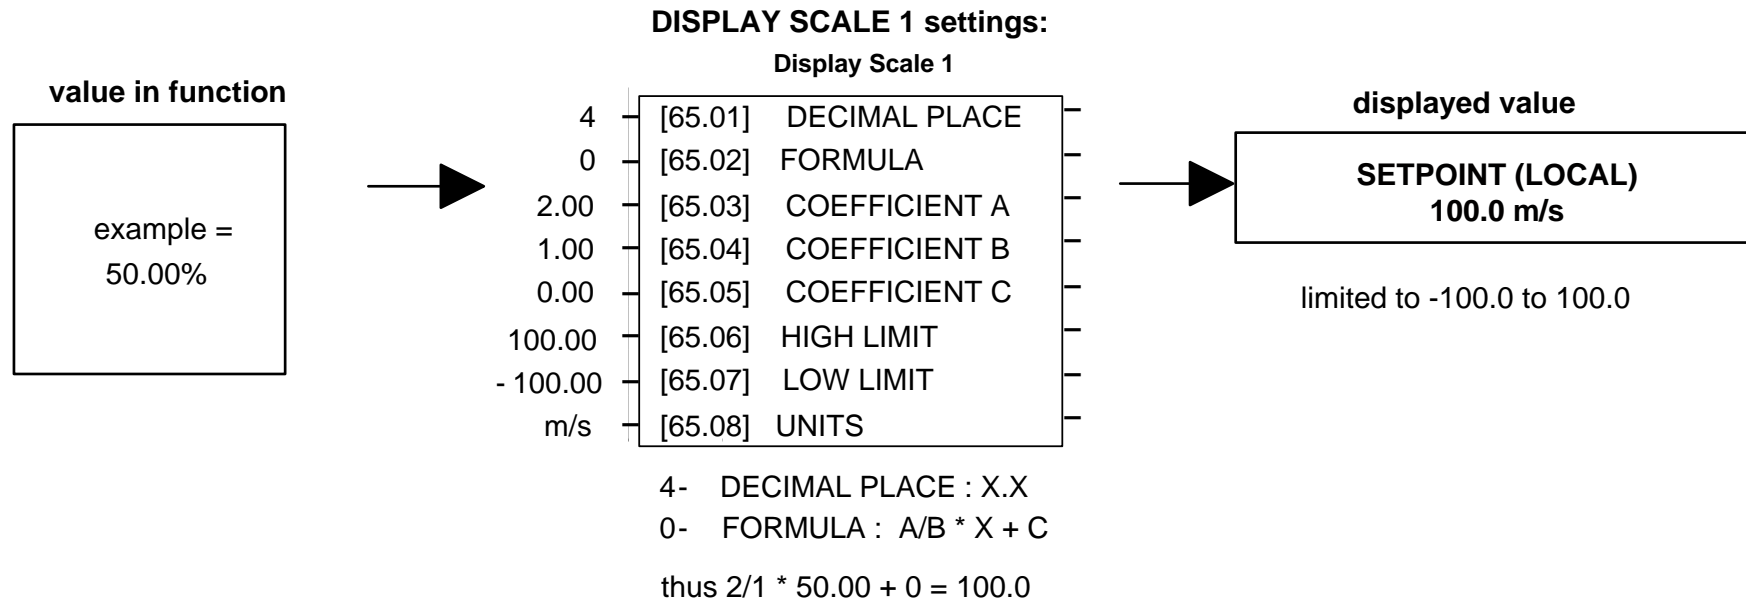 DISPLAY SCALE 1 settings:
Display Scale 1
value in function
example =
50.00%
4 [65.01] DECIMAL PLACE
0 [65.02] FORMULA
2.00 [65.03] COEFFICIENT A
1.00 [65.04] COEFFICIENT B
0.00 [65.05] COEFFICIENT C
100.00 [65.06] HIGH LIMIT
- 100.00 [65.07] LOW LIMIT
m/s [65.08] UNITS
4- DECIMAL PLACE : X.X
0- FORMULA : A/B * X + C
thus 2/1 * 50.00 + 0 = 100.0
displayed value
SETPOINT (LOCAL)
100.0 m/s
limited to -100.0 to 100.0